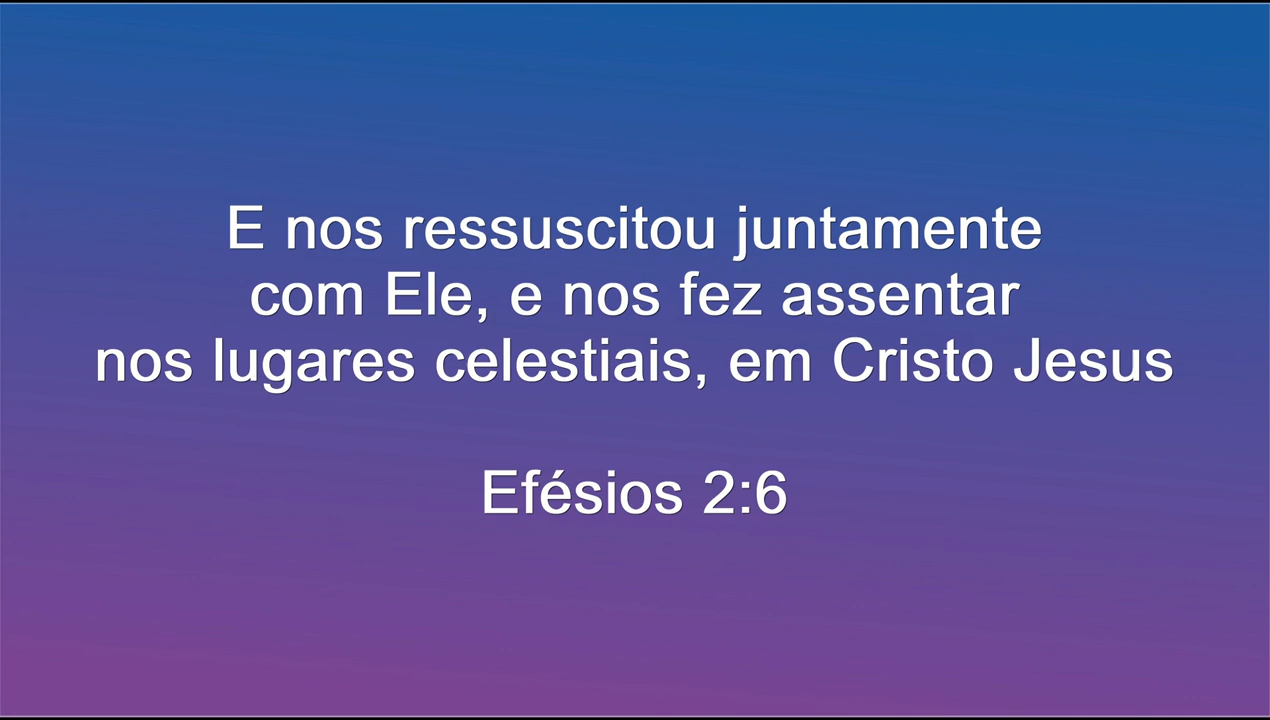 E nos ressuscitou juntamente
com Ele, e nos fez assentar
nos lugares celestiais, em Cristo Jesus
Efésios 2:6